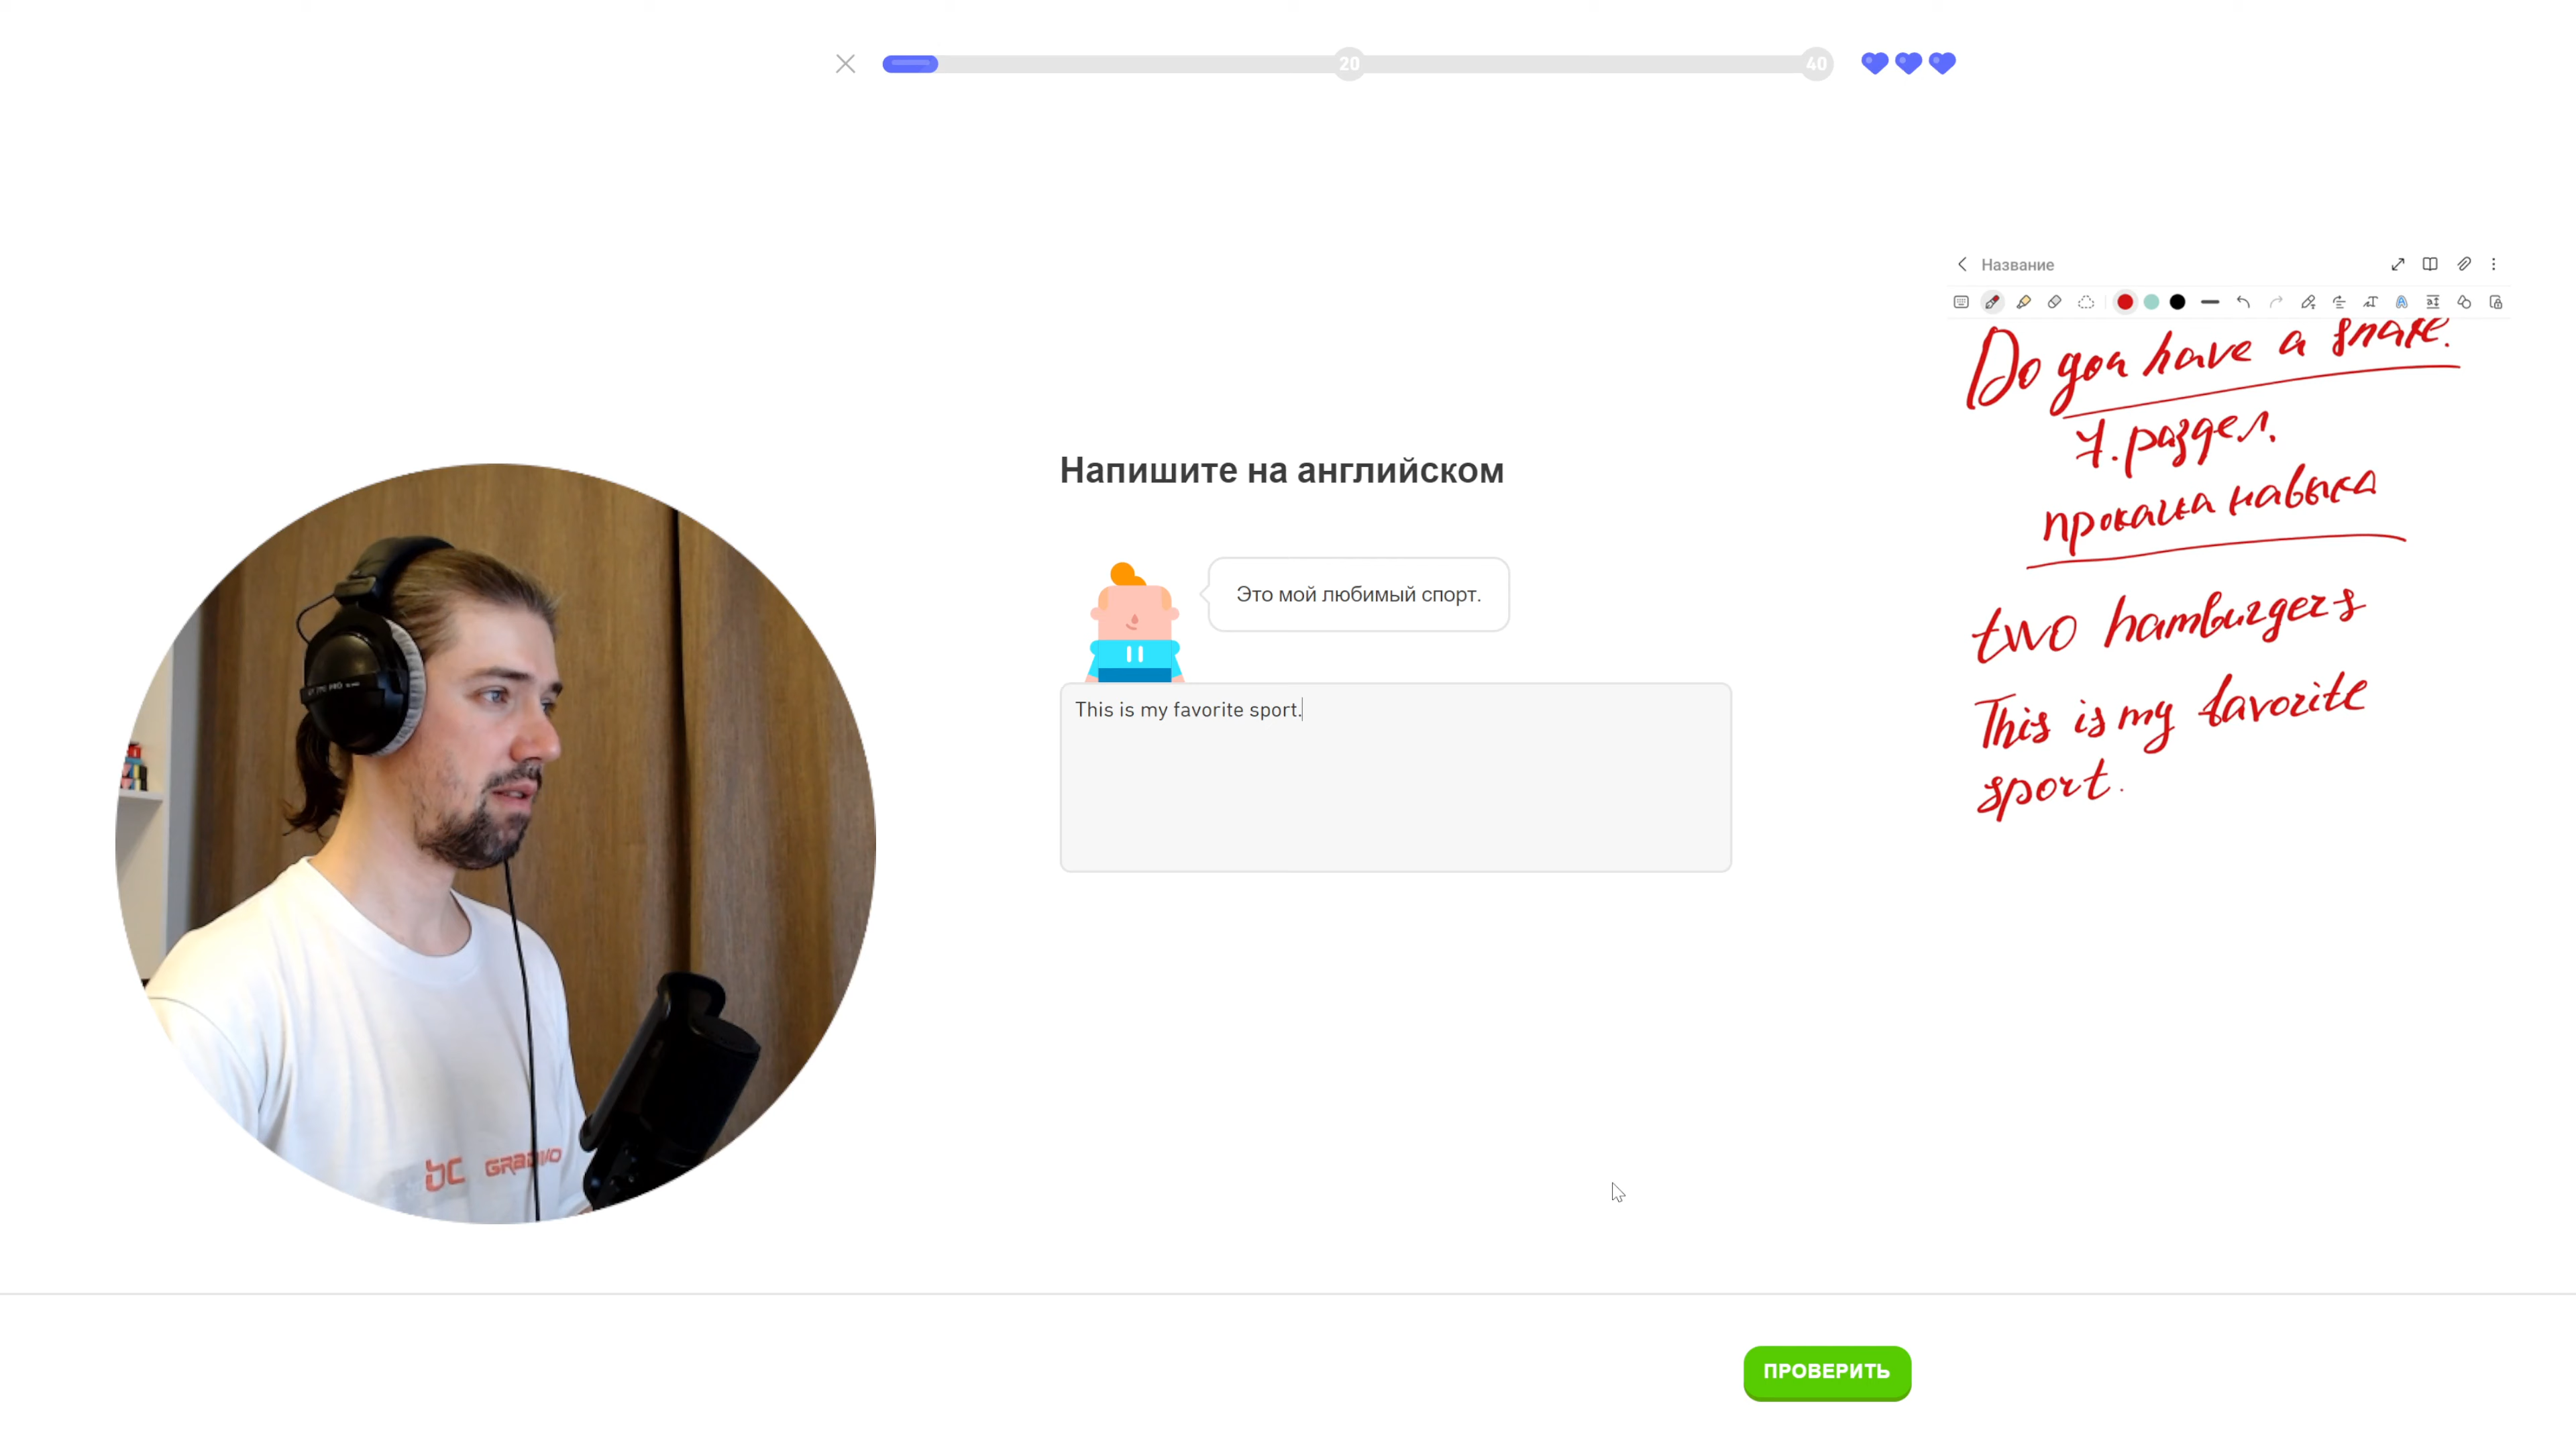 20
40
Название
Do you have a snake.
7. раздел.
прокачка навыка
two hamburgers
This is my favorite
sport.
Напишите на английском
Это мой любимый спорт.
This is my favorite sport.
ПРОВЕРИТЬ